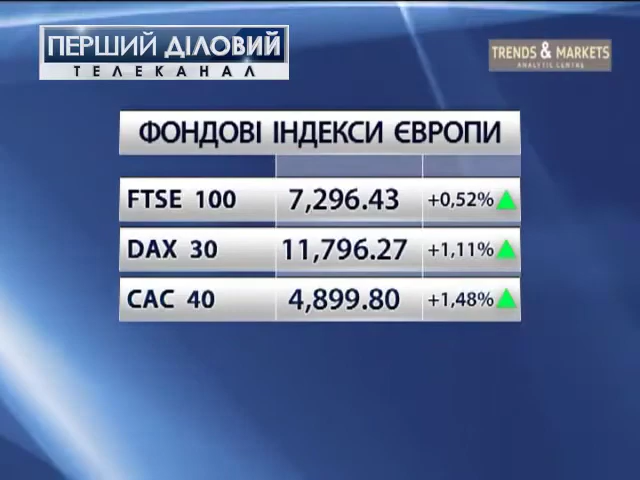 ПЕРШИЙ ДІЛОВИЙ
ТЕЛЕКАНАЛ
TRENDS & MARKETS
ANALYTIC CENTRE
ФОНДОВІ ІНДЕКСИ ЄВРОПИ
FTSE 100 7,296.43 +0,52%
DAX 30 11,796.27 +1,11%
CAC 40 4,899.80 +1,48%